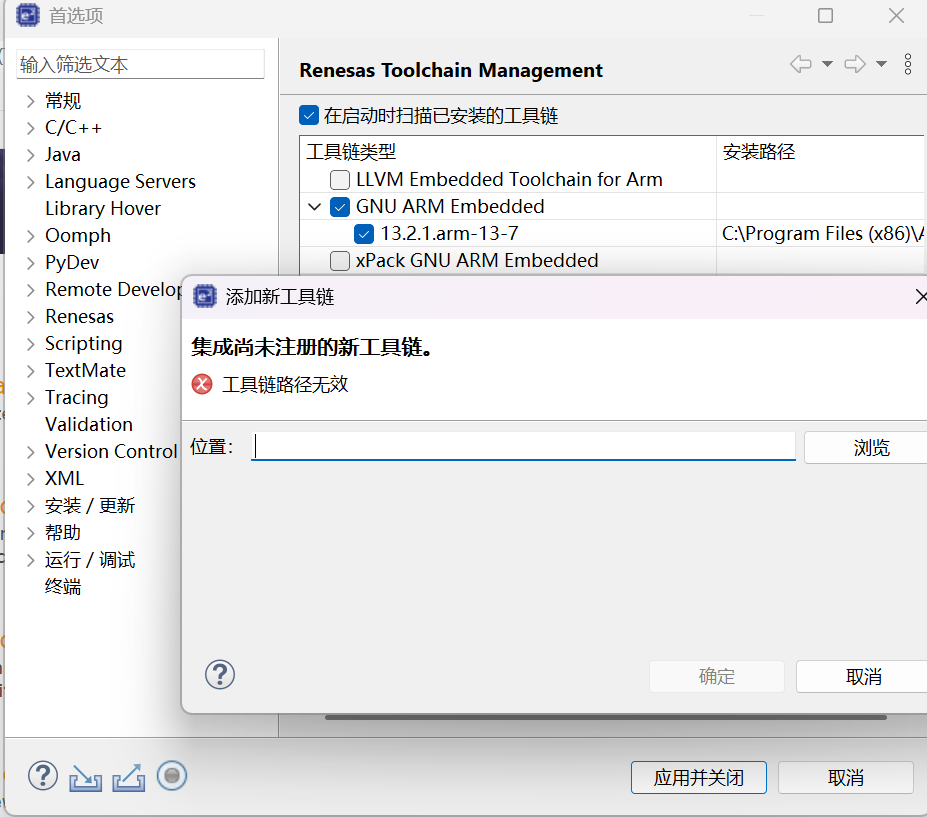 首选项
输入筛选文本
常规
C/C++
Java
Language Servers
Library Hover
Oomph
PyDev
Remote Develop
Renesas
Scripting
TextMate
Tracing
Validation
Version Control
XML
安装 / 更新
帮助
运行 / 调试
终端
Renesas Toolchain Management
在启动时扫描已安装的工具链
工具链类型 安装路径
LLVM Embedded Toolchain for Arm
GNU ARM Embedded
13.2.1.arm-13-7 C:\Program Files (x86)\A
xPack GNU ARM Embedded
添加新工具链
集成尚未注册的新工具链。
工具链路径无效
位置： 浏览
确定 取消
应用并关闭 取消